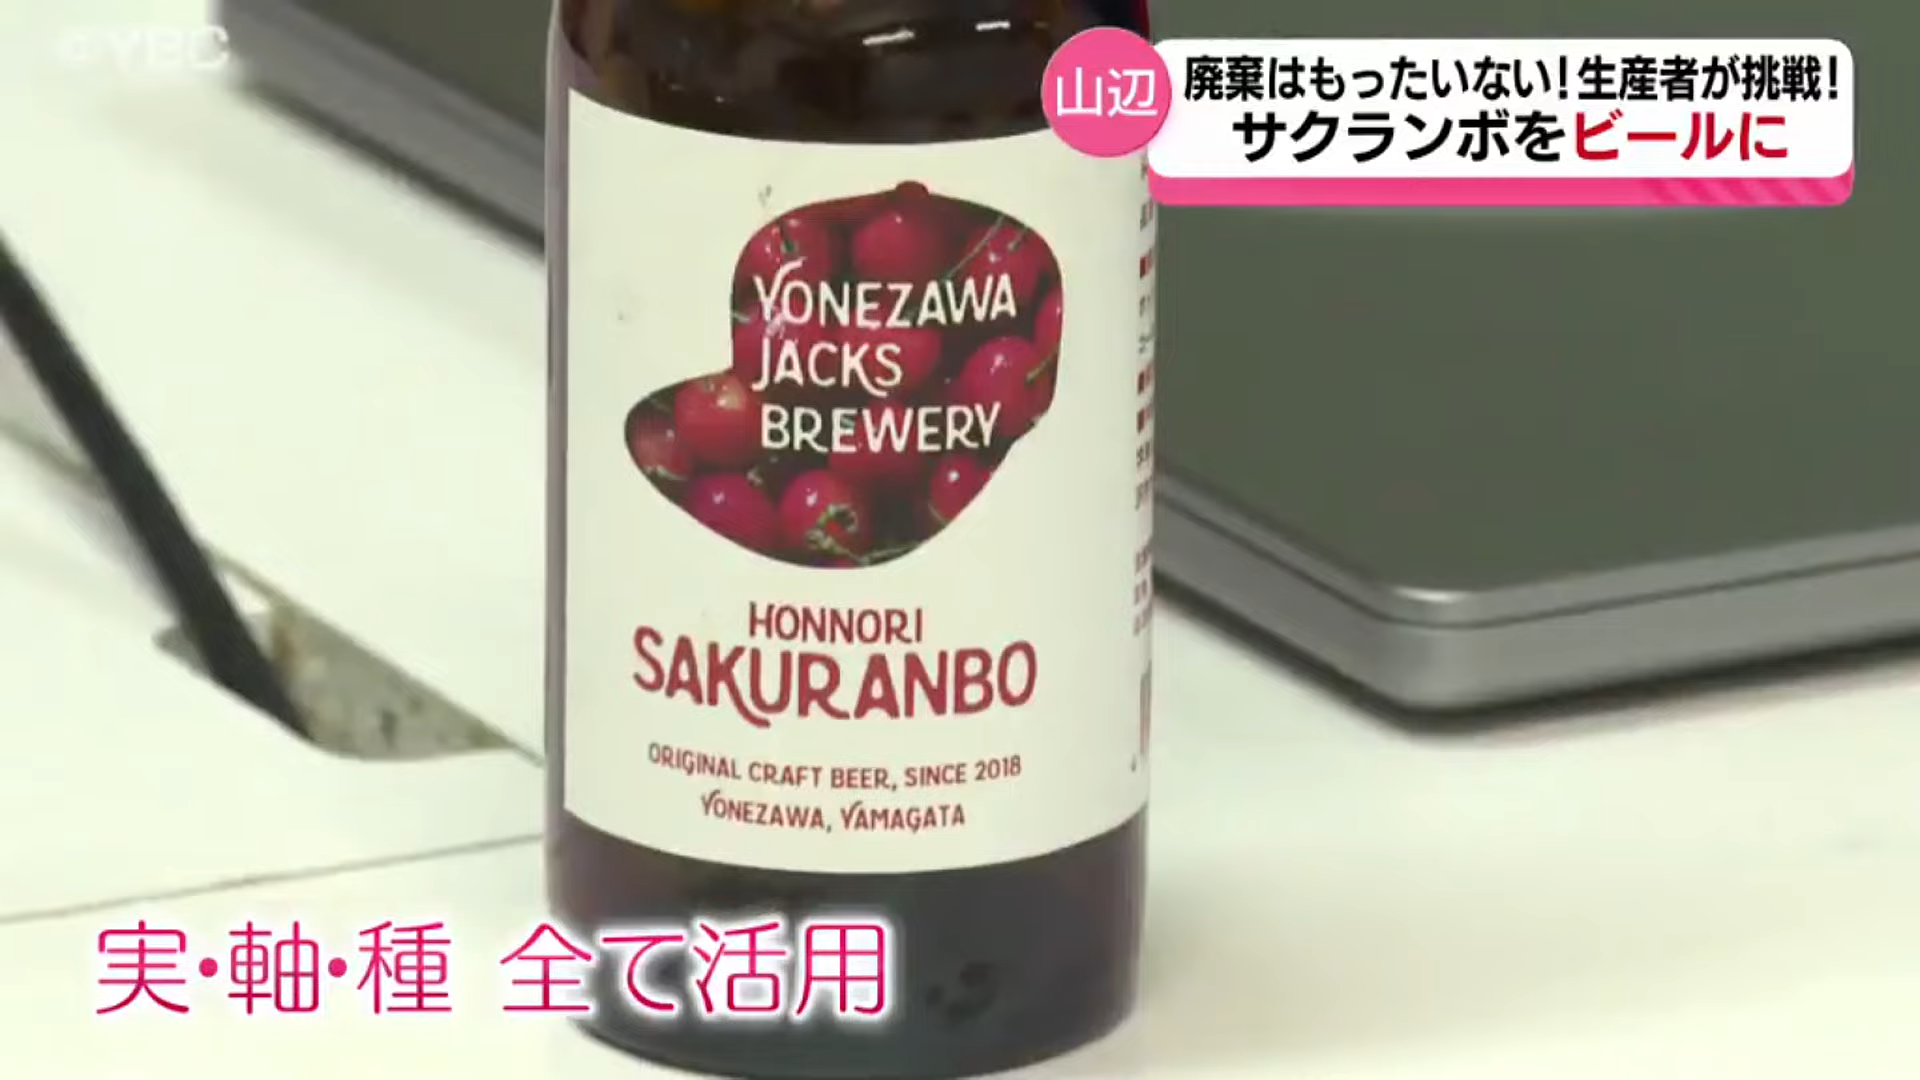 ©YBC
山辺
廃棄はもったいない!生産者が挑戦!
サクランボをビールに
YONEZAWA
JACKS
BREWERY
HONNORI
SAKURANBO
ORIGINAL CRAFT BEER, SINCE 2018
YONEZAWA, YAMAGATA
実・軸・種 全て活用